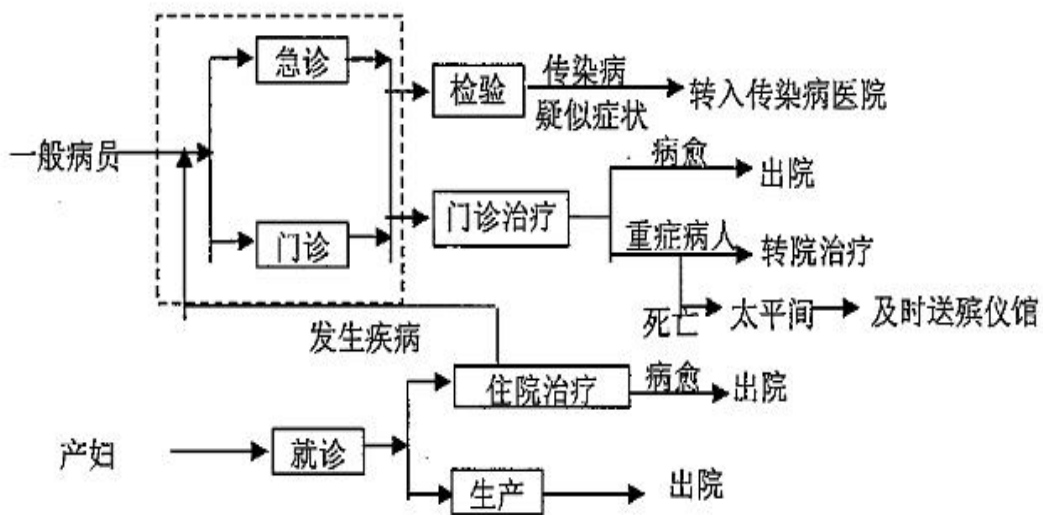 急诊
检验
传染病
疑似症状
转入传染病医院
一般病员
病愈
出院
门诊
门诊治疗
重症病人
转院治疗
死亡
太平间
及时送殡仪馆
发生疾病
住院治疗
病愈
出院
产妇
就诊
生产
出院